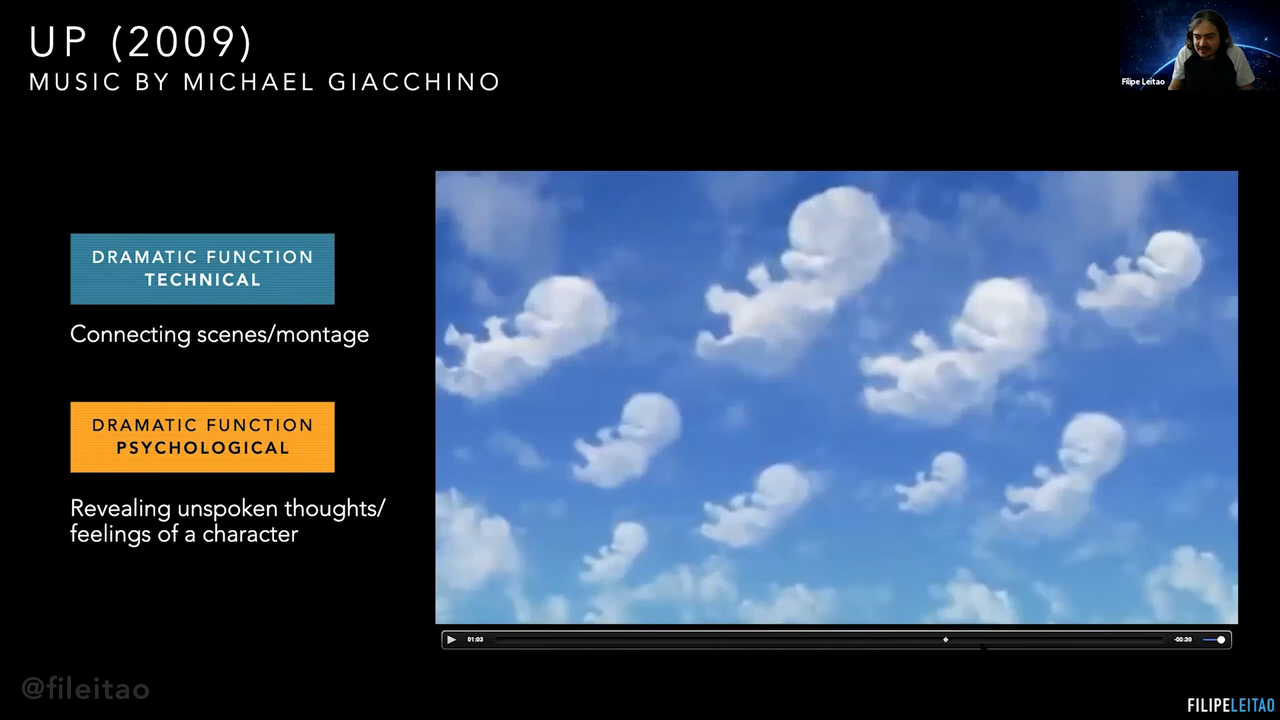 UP (2009)
MUSIC BY MICHAEL GIACCHINO
Filipe Leitao
DRAMATIC FUNCTION
TECHNICAL
Connecting scenes/montage
DRAMATIC FUNCTION
PSYCHOLOGICAL
Revealing unspoken thoughts/
feelings of a character
01:03
-00:30
@fileitao
FILIPELEITAO